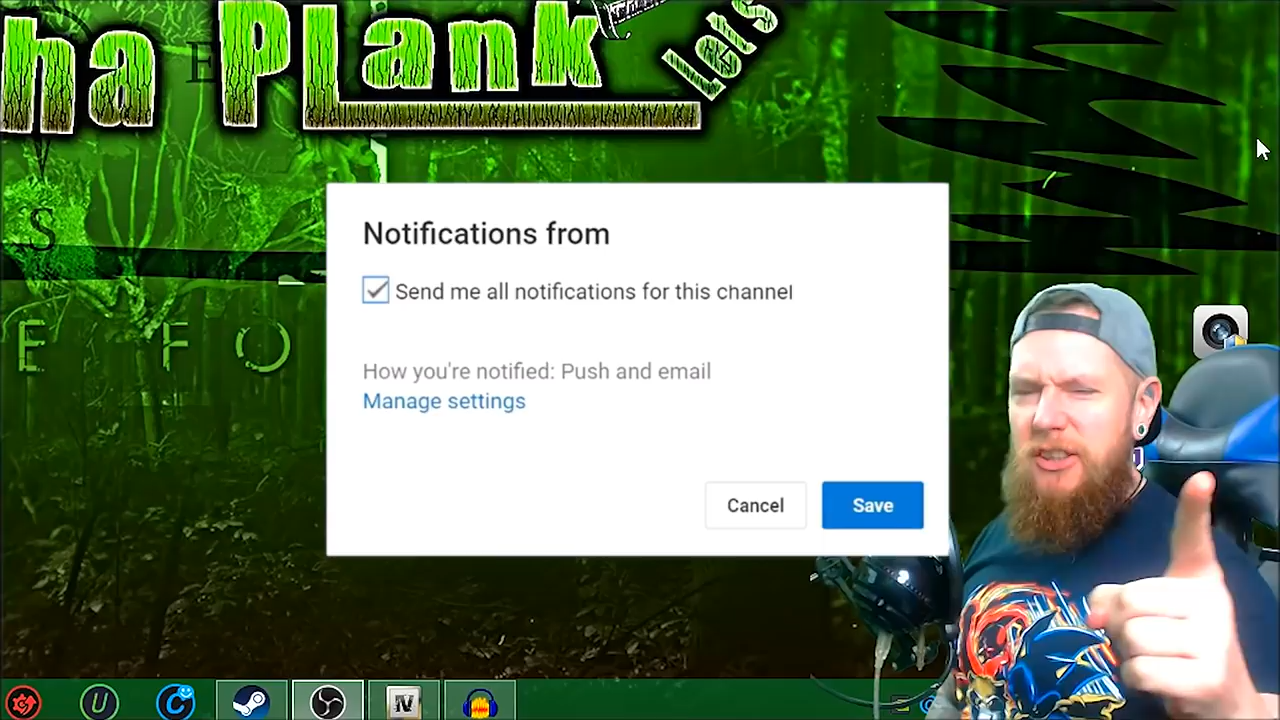 ha Plank
Lets
E
S
E F O
Notifications from
Send me all notifications for this channel
How you're notified: Push and email
Manage settings
Cancel
Save